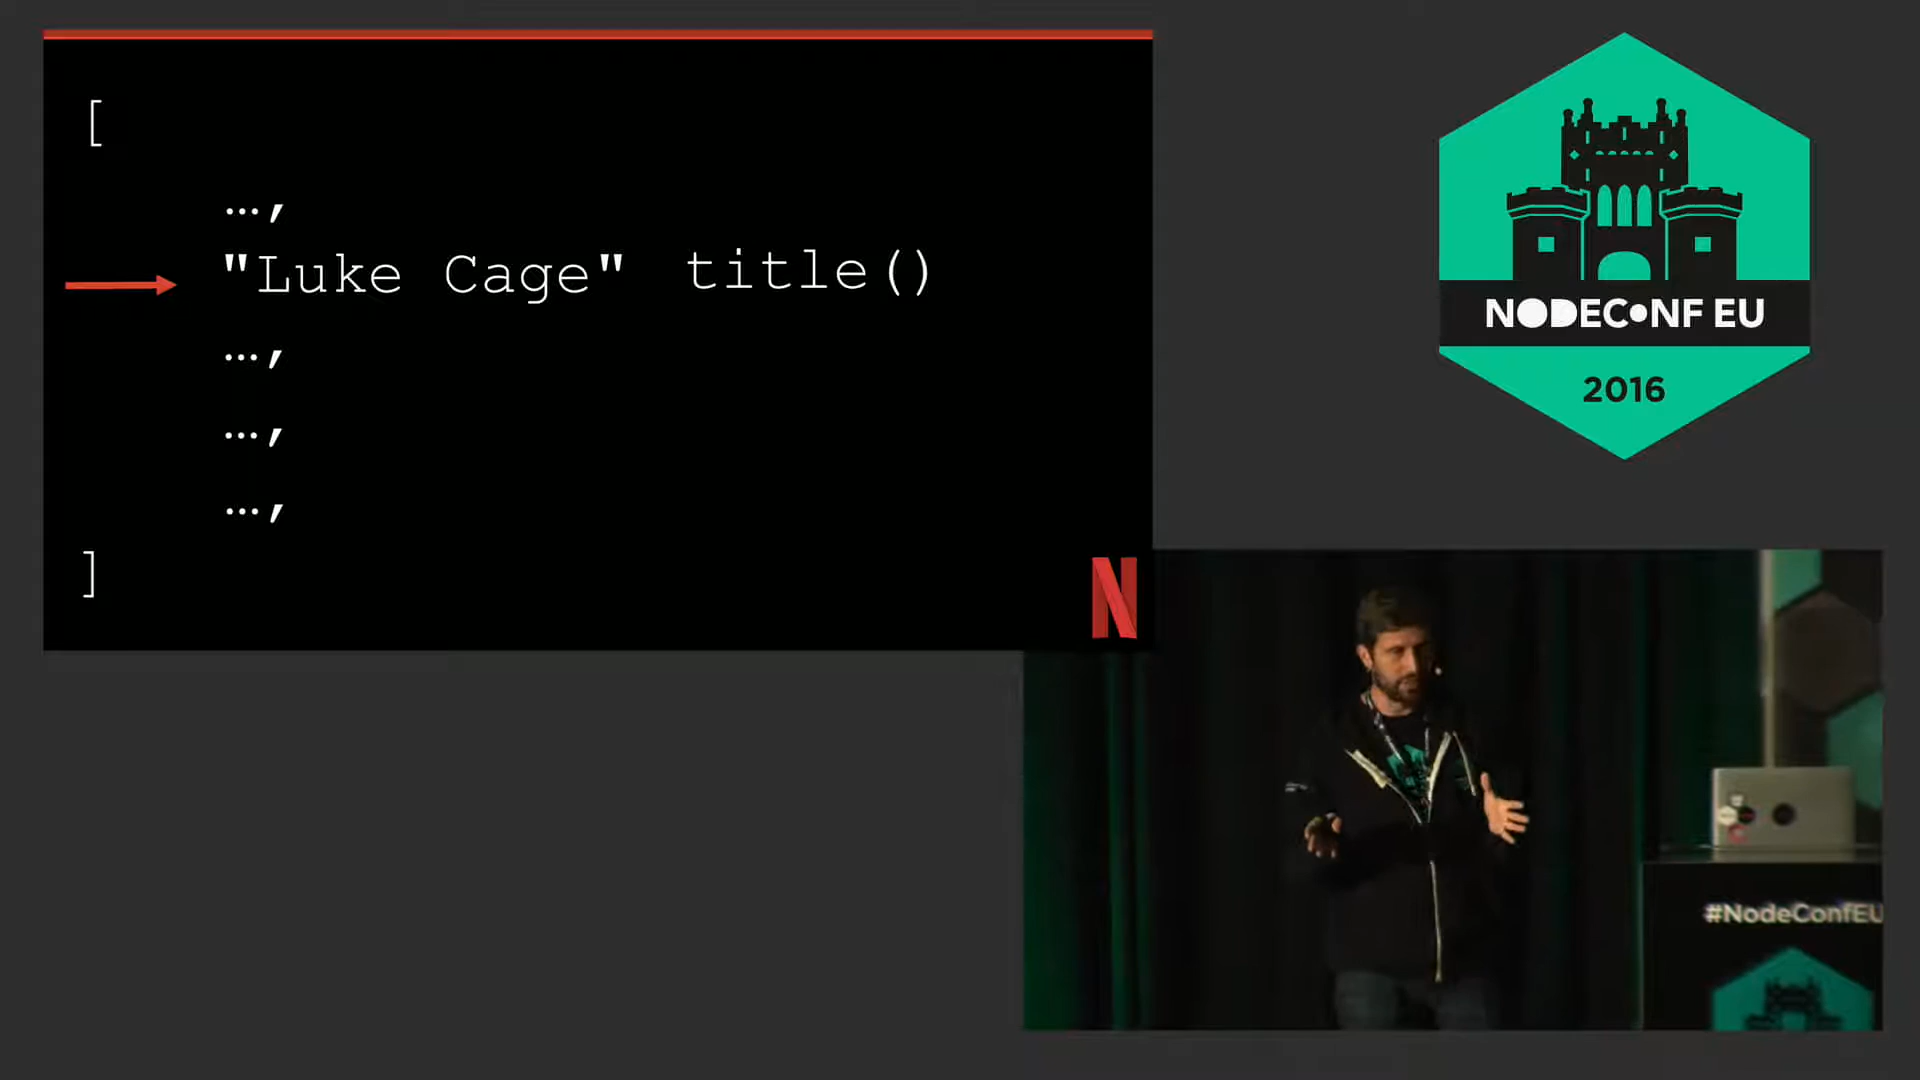 [
…,
"Luke Cage" title()
…,
…,
…,
]
N
NODECONF EU
2016
#NodeConfEU